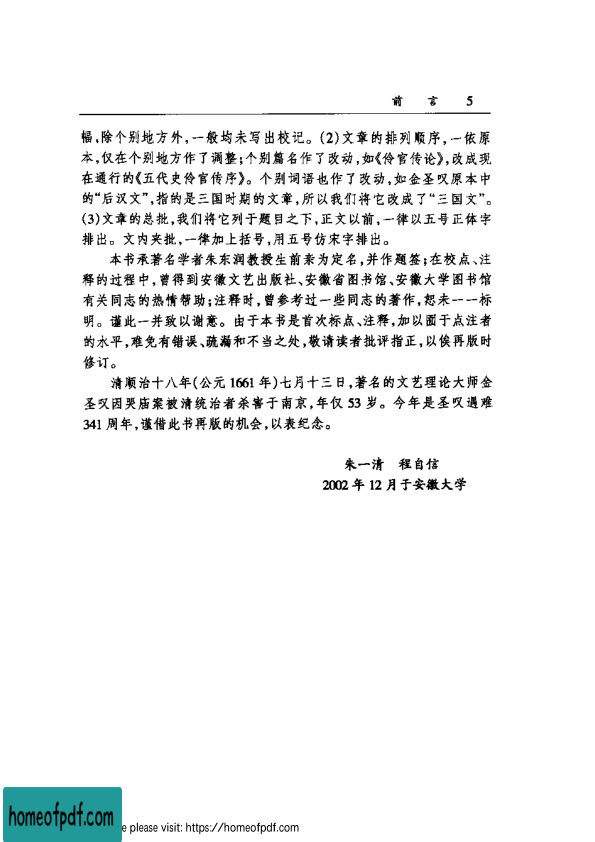 前　言　5
幅,除个别地方外,一般均未写出校记。(2)文章的排列顺序,一依原
本,仅在个别地方作了调整;个别篇名作了改动,如《伶官传论》,改成现
在通行的《五代史伶官传序》。个别词语也作了改动,如金圣叹原本中
的“后汉文”,指的是三国时期的文章,所以我们将它改成了“三国文”。
(3)文章的总批,我们将它列于题目之下,正文以前,一律以五号正体字
排出。文内夹批,一律加上括号,用五号仿宋字排出。
本书承著名学者朱东润教授生前亲为定名,并作题签;在校点、注
释的过程中,曾得到安徽文艺出版社、安徽省图书馆、安徽大学图书馆
有关同志的热情帮助;注释时,曾参考过一些同志的著作,恕未一一标
明。谨此一并致以谢意。由于本书是首次标点、注释,加以囿于点注者
的水平,难免有错误、疏漏和不当之处,敬请读者批评指正,以俟再版时
修订。
清顺治十八年(公元1661年)七月十三日,著名的文艺理论大师金
圣叹因哭庙案被清统治者杀害于南京,年仅53岁。今年是圣叹遇难
341周年,谨借此书再版的机会,以表纪念。
朱一清　程自信
2002年12月于安徽大学
homeofpdf.com
e please visit: https://homeofpdf.com